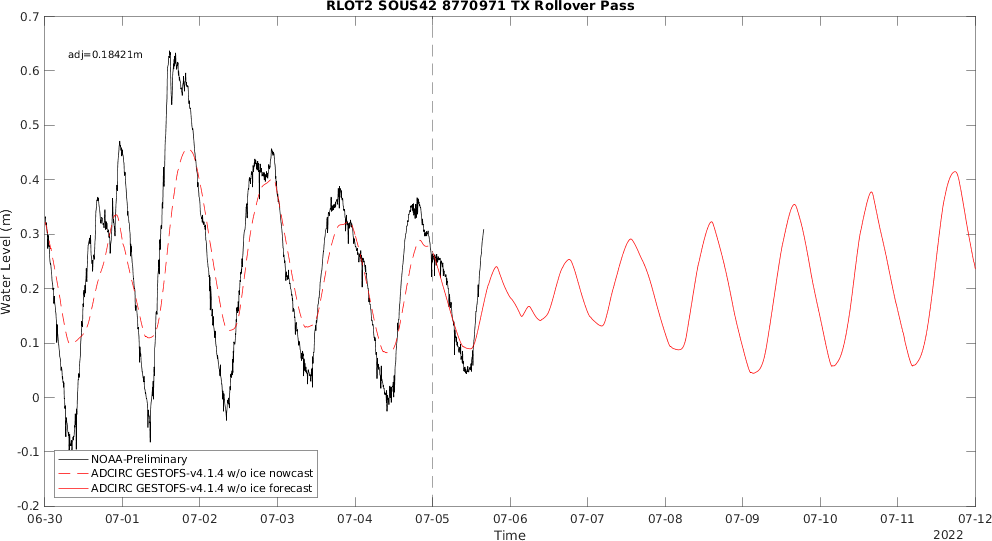 RLOT2 SOUS42 8770971 TX Rollover Pass
adj=0.18421m
0.7
0.6
0.5
0.4
0.3
0.2
0.1
0
-0.1
-0.2
Water Level (m)
NOAA-Preliminary
ADCIRC GESTOFS-v4.1.4 w/o ice nowcast
ADCIRC GESTOFS-v4.1.4 w/o ice forecast
06-30 07-01 07-02 07-03 07-04 07-05 07-06 07-07 07-08 07-09 07-10 07-11 07-12
Time
2022